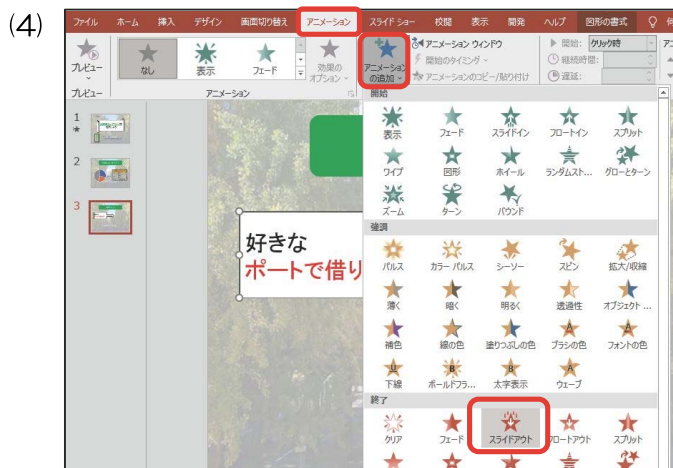 (4)
ファイル ホーム 挿入 デザイン 画面切り替え アニメーション スライド ショー 校閲 表示 開発 ヘルプ 図形の書式
プレビュー
なし 表示 フェード
効果のオプション
アニメーションの追加
アニメーション ウィンドウ
開始のタイミング
アニメーションのコピー/貼り付け
開始: クリック時
継続時間:
遅延:
プレビュー アニメーション
開始
表示 フェード スライドイン フロートイン スプリット
ワイプ 図形 ホイール ランダムスト... グローとターン
ズーム ターン バウンド
強調
パルス カラー パルス シーソー スピン 拡大/収縮
薄く 暗く 明るく 透過性 オブジェクト ...
補色 線の色 塗りつぶしの色 ブラシの色 フォントの色
下線 ボールドフラ... 太字表示 ウェーブ
終了
クリア フェード スライドアウト フロートアウト スプリット
1
2
3
好きな
ポートで借り